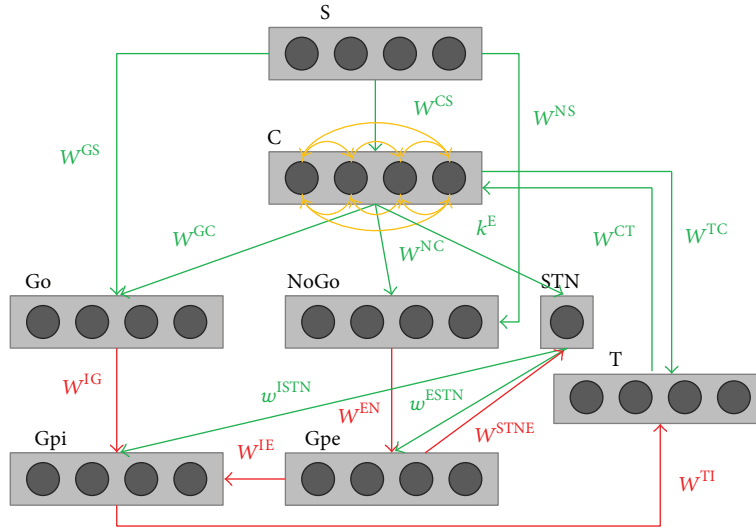 S
W^CS
W^NS
C
W^GS
W^GC
W^NC
k^E
W^CT
W^TC
Go
NoGo
STN
T
W^IG
w^ISTN
W^EN
w^ESTN
W^STNE
Gpi
W^IE
Gpe
W^TI